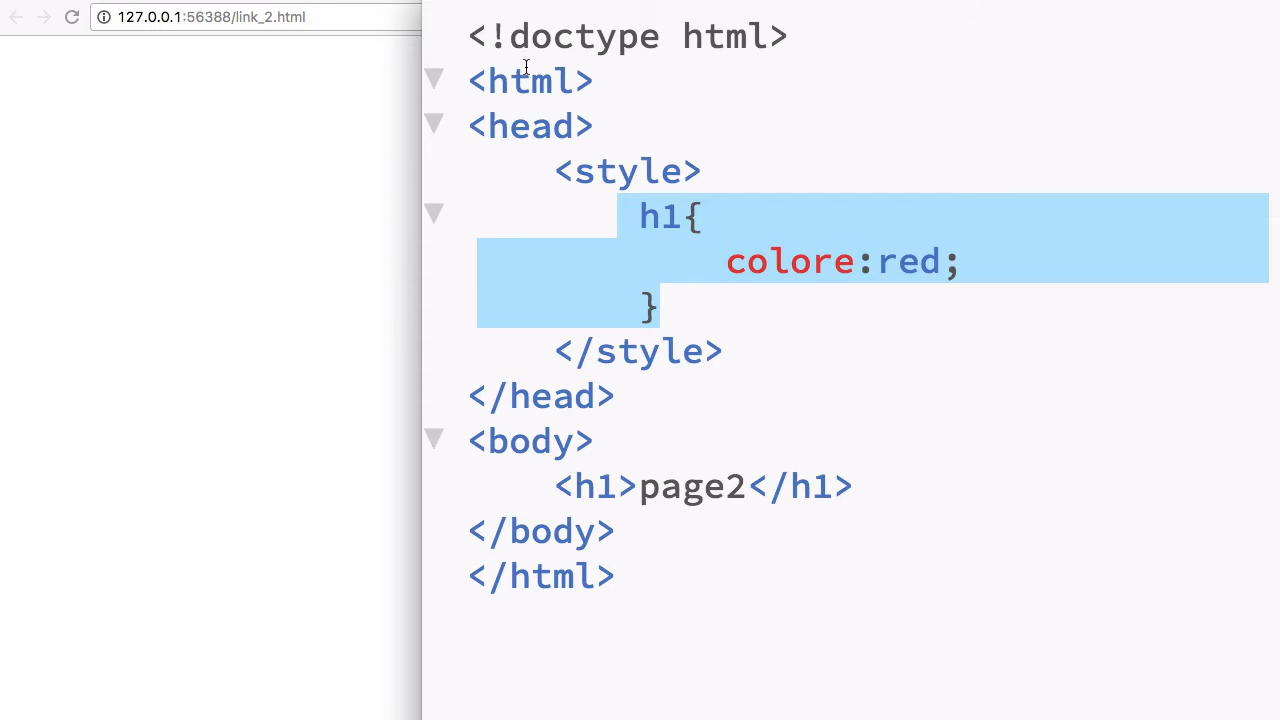 127.0.0.1:56388/link_2.html
<!doctype html>
<html>
<head>
<style>
h1{
colore:red;
}
</style>
</head>
<body>
<h1>page2</h1>
</body>
</html>